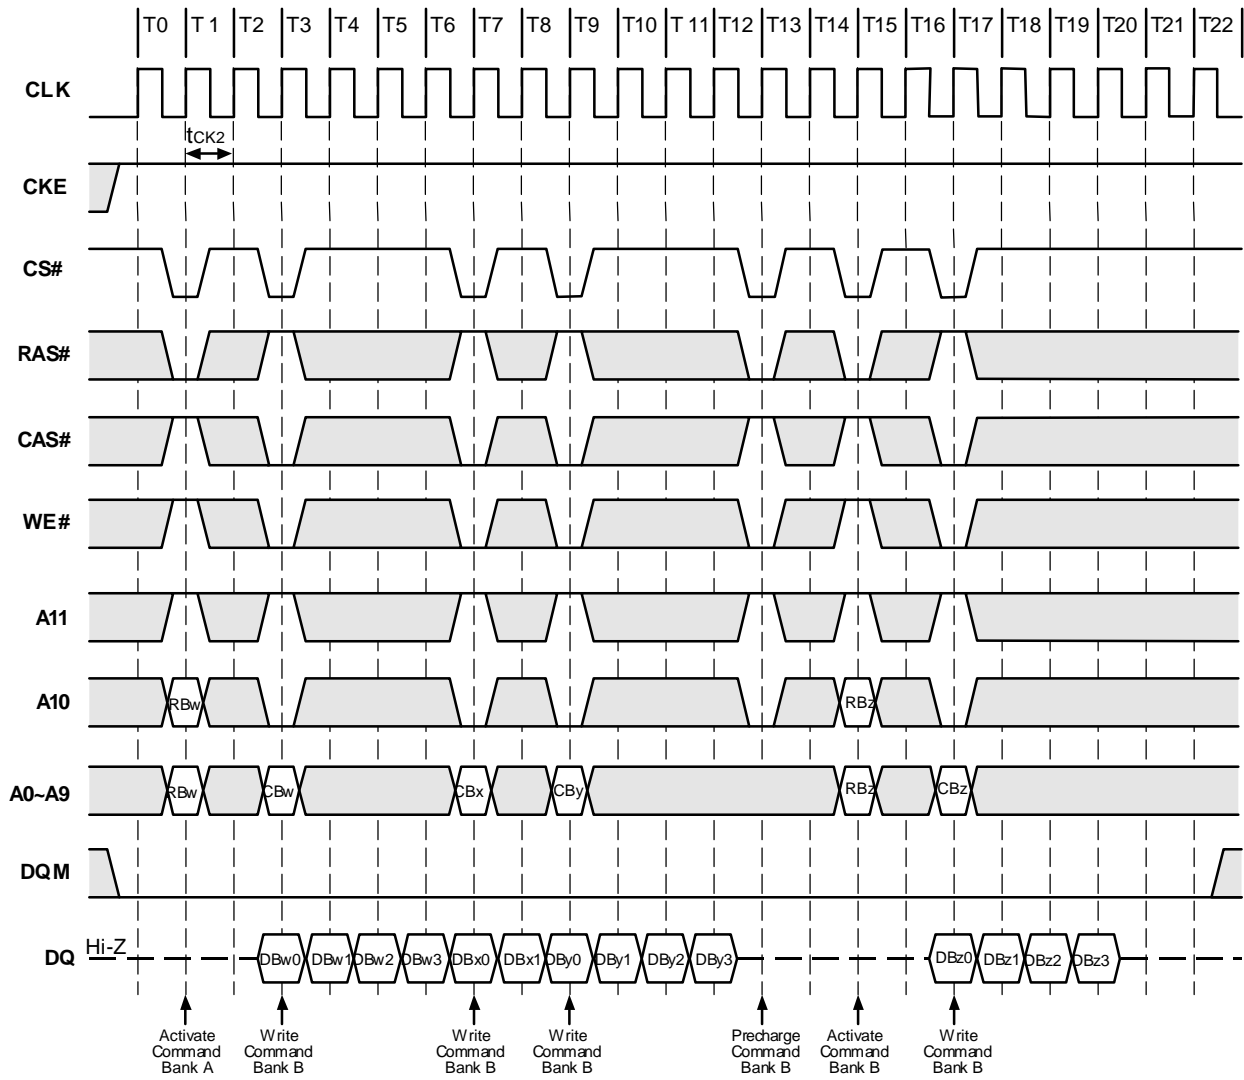 T0 T 1 T2 T3 T4 T5 T6 T7 T8 T9 T10 T 11 T12 T13 T14 T15 T16 T17 T18 T19 T20 T21 T22
CLK
tCK2
CKE
CS#
RAS#
CAS#
WE#
A11
A10 RBw RBz
A0~A9 RBw CBw CBx CBy RBz CBz
DQM
DQ Hi-Z DBw0 DBw1 DBw2 DBw3 DBx0 DBx1 DBy0 DBy1 DBy2 DBy3 DBz0 DBz1 DBz2 DBz3
Activate Write Write Write Precharge Activate Write
Command Command Command Command Command Command Command
Bank A Bank B Bank B Bank B Bank B Bank B Bank B